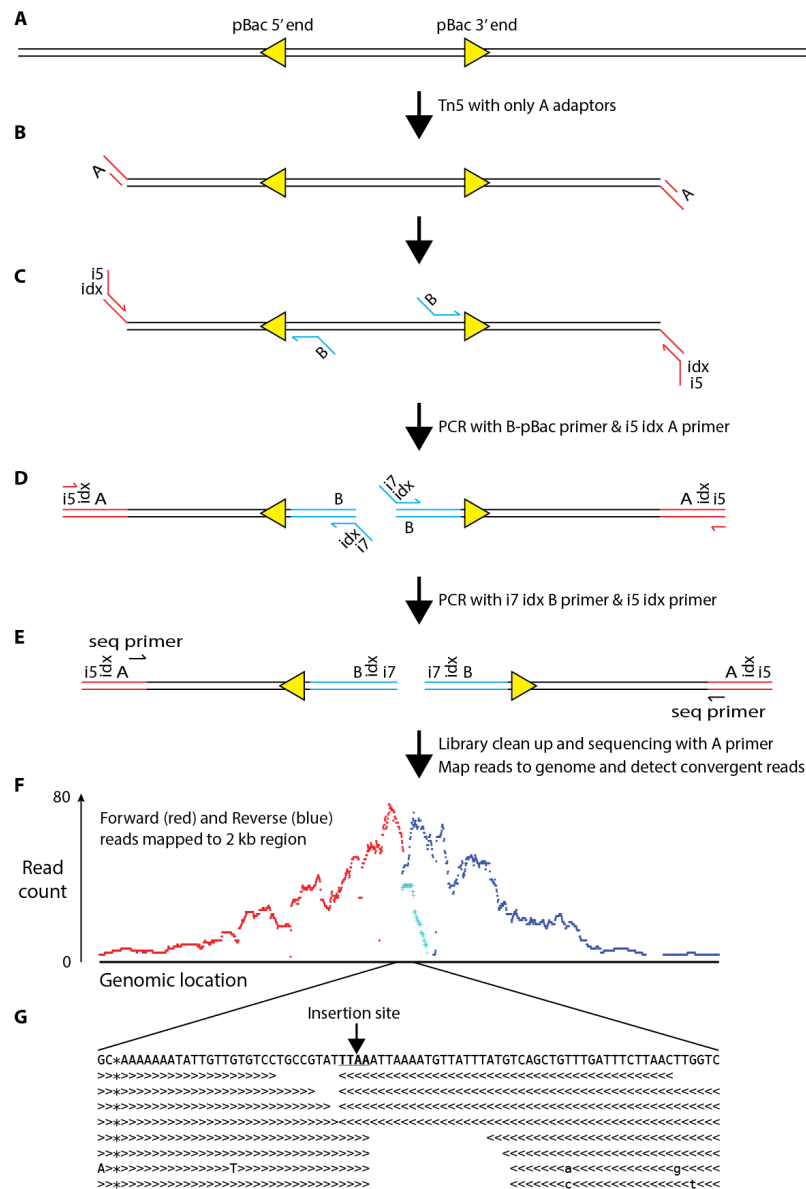 A
pBac 5’ end
pBac 3’ end
Tn5 with only A adaptors
B
A
A
C
i5
idx
B
B
idx
i5
PCR with B-pBac primer & i5 idx A primer
D
i5
idx
A
B
idx
i7
i7
idx
B
A
idx
i5
PCR with i7 idx B primer & i5 idx primer
E
seq primer
i5
idx
A
B
idx
i7
i7
idx
B
A
idx
i5
seq primer
Library clean up and sequencing with A primer
Map reads to genome and detect convergent reads
F
80
Forward (red) and Reverse (blue)
reads mapped to 2 kb region
Read
count
0
Genomic location
G
Insertion site
GC*AAAAAAATATTGTTGTGTCCTGCCGTATTTAAATTAAAATGTTATTTATGTCAGCTGTTTGATTTCTTAACTTGGTC
A
T
a
g
c
t